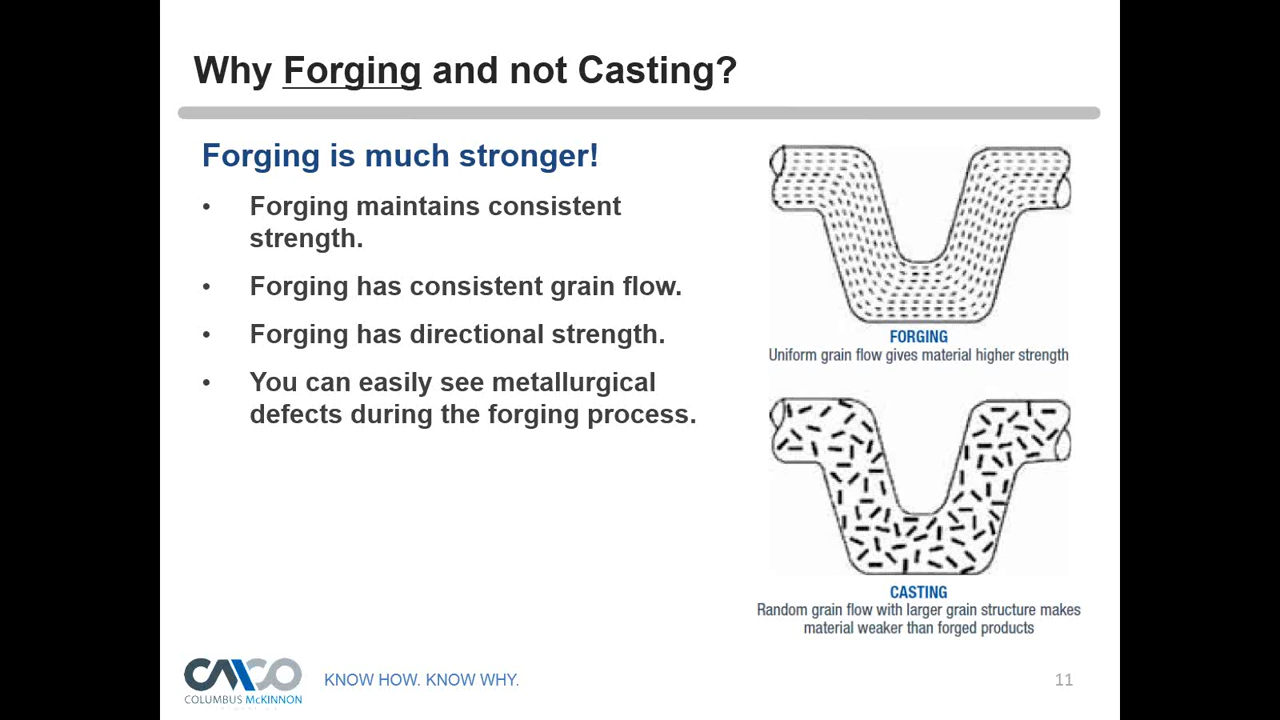 Why Forging and not Casting?
Forging is much stronger!
• Forging maintains consistent
strength.
• Forging has consistent grain flow.
• Forging has directional strength.
• You can easily see metallurgical
defects during the forging process.
FORGING
Uniform grain flow gives material higher strength
CASTING
Random grain flow with larger grain structure makes
material weaker than forged products
CMCO
COLUMBUS McKINNON
KNOW HOW. KNOW WHY.
11